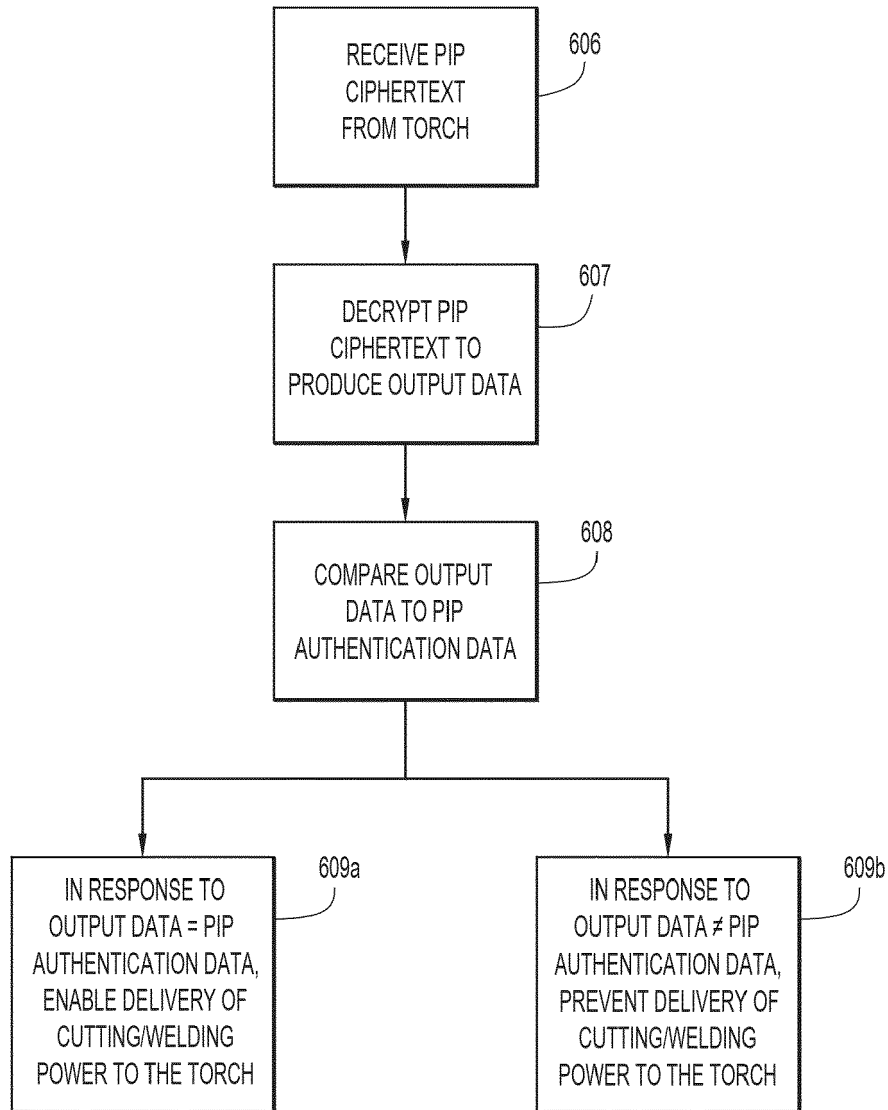 RECEIVE PIP
CIPHERTEXT
FROM TORCH
606
DECRYPT PIP
CIPHERTEXT TO
PRODUCE OUTPUT DATA
607
COMPARE OUTPUT
DATA TO PIP
AUTHENTICATION DATA
608
IN RESPONSE TO
OUTPUT DATA = PIP
AUTHENTICATION DATA,
ENABLE DELIVERY OF
CUTTING/WELDING
POWER TO THE TORCH
609a
IN RESPONSE TO
OUTPUT DATA ≠ PIP
AUTHENTICATION DATA,
PREVENT DELIVERY OF
CUTTING/WELDING
POWER TO THE TORCH
609b